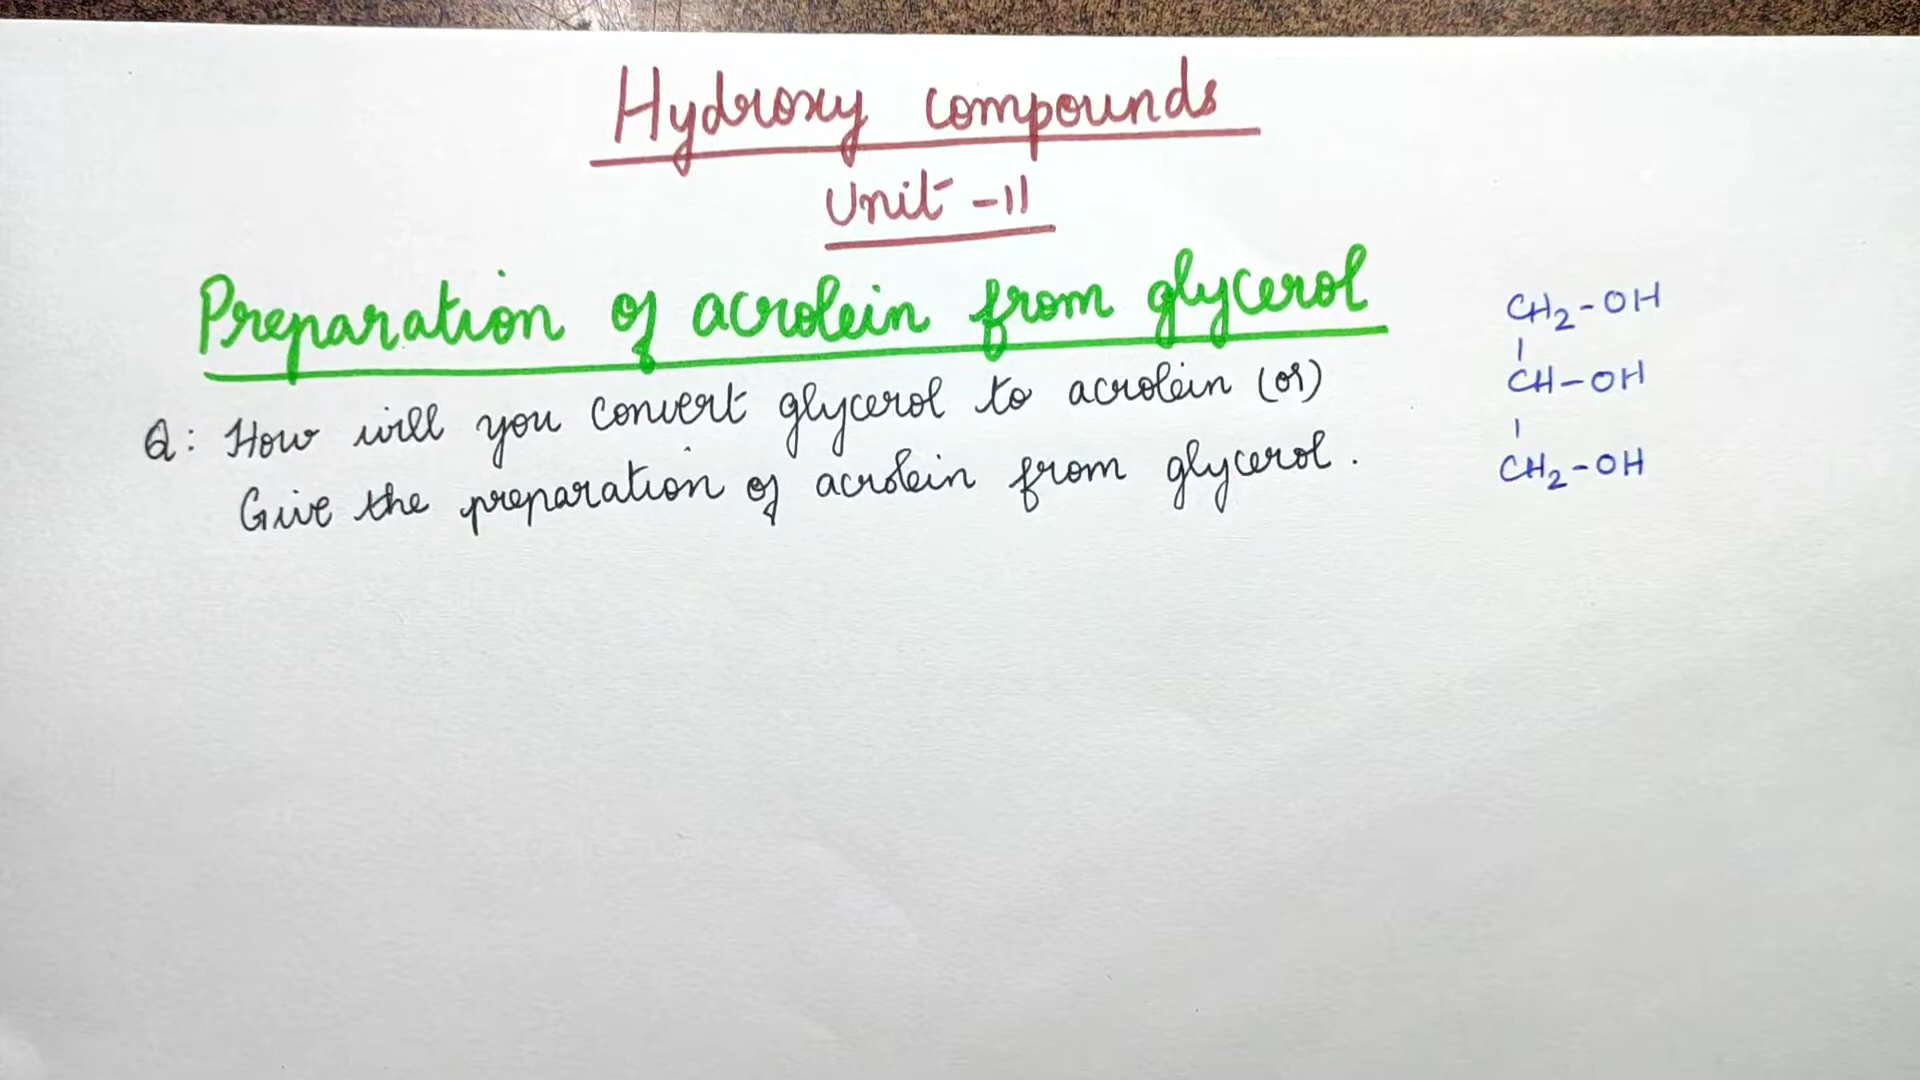 Hydroxy compounds
Unit - II
Preparation of acrolein from glycerol
Q: How will you convert glycerol to acrolein (or)
Give the preparation of acrolein from glycerol.
CH₂-OH
|
CH-OH
|
CH₂-OH